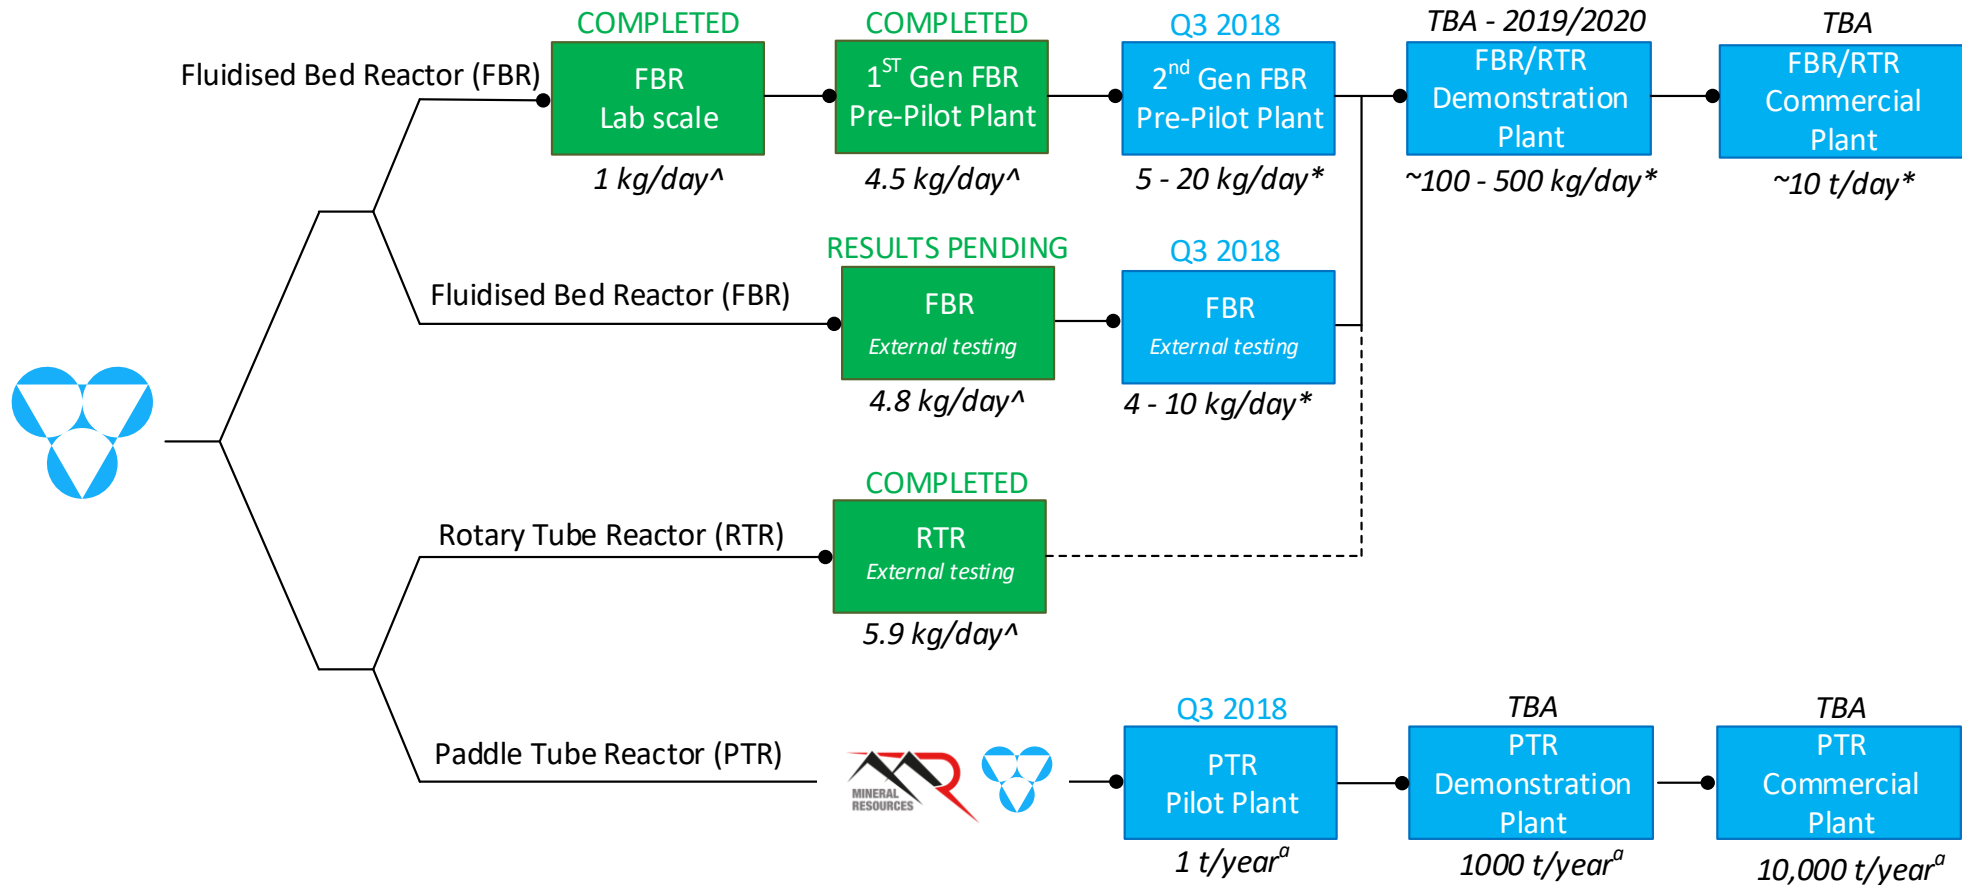 COMPLETED
COMPLETED
Q3 2018
TBA - 2019/2020
TBA
Fluidised Bed Reactor (FBR)
FBR
Lab scale
1ST Gen FBR
Pre-Pilot Plant
2nd Gen FBR
Pre-Pilot Plant
FBR/RTR
Demonstration
Plant
FBR/RTR
Commercial
Plant
1 kg/day^
4.5 kg/day^
5 - 20 kg/day*
~100 - 500 kg/day*
~10 t/day*
RESULTS PENDING
Q3 2018
Fluidised Bed Reactor (FBR)
FBR
External testing
FBR
External testing
4.8 kg/day^
4 - 10 kg/day*
COMPLETED
Rotary Tube Reactor (RTR)
RTR
External testing
5.9 kg/day^
Q3 2018
TBA
TBA
Paddle Tube Reactor (PTR)
MINERAL
RESOURCES
PTR
Pilot Plant
PTR
Demonstration
Plant
PTR
Commercial
Plant
1 t/yearᵃ
1000 t/yearᵃ
10,000 t/yearᵃ